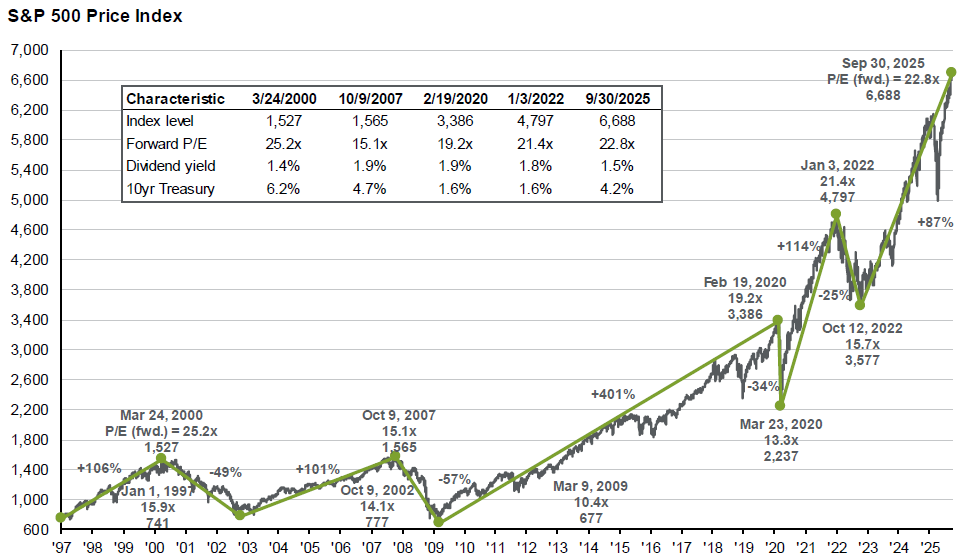 S&P 500 Price Index
7,000
6,600
6,200
5,800
5,400
5,000
4,600
4,200
3,800
3,400
3,000
2,600
2,200
1,800
1,400
1,000
600
Characteristic 3/24/2000 10/9/2007 2/19/2020 1/3/2022 9/30/2025
Index level 1,527 1,565 3,386 4,797 6,688
Forward P/E 25.2x 15.1x 19.2x 21.4x 22.8x
Dividend yield 1.4% 1.9% 1.9% 1.8% 1.5%
10yr Treasury 6.2% 4.7% 1.6% 1.6% 4.2%
Sep 30, 2025
P/E (fwd.) = 22.8x
6,688
Jan 3, 2022
21.4x
4,797
+87%
+114%
Feb 19, 2020
19.2x
3,386
-25%
Oct 12, 2022
15.7x
3,577
-34%
+401%
Mar 23, 2020
13.3x
2,237
Mar 24, 2000
P/E (fwd.) = 25.2x
1,527
Oct 9, 2007
15.1x
1,565
+106%
-49%
+101%
-57%
Jan 1, 1997
15.9x
741
Oct 9, 2002
14.1x
777
Mar 9, 2009
10.4x
677
'97 '98 '99 '00 '01 '02 '03 '04 '05 '06 '07 '08 '09 '10 '11 '12 '13 '14 '15 '16 '17 '18 '19 '20 '21 '22 '23 '24 '25